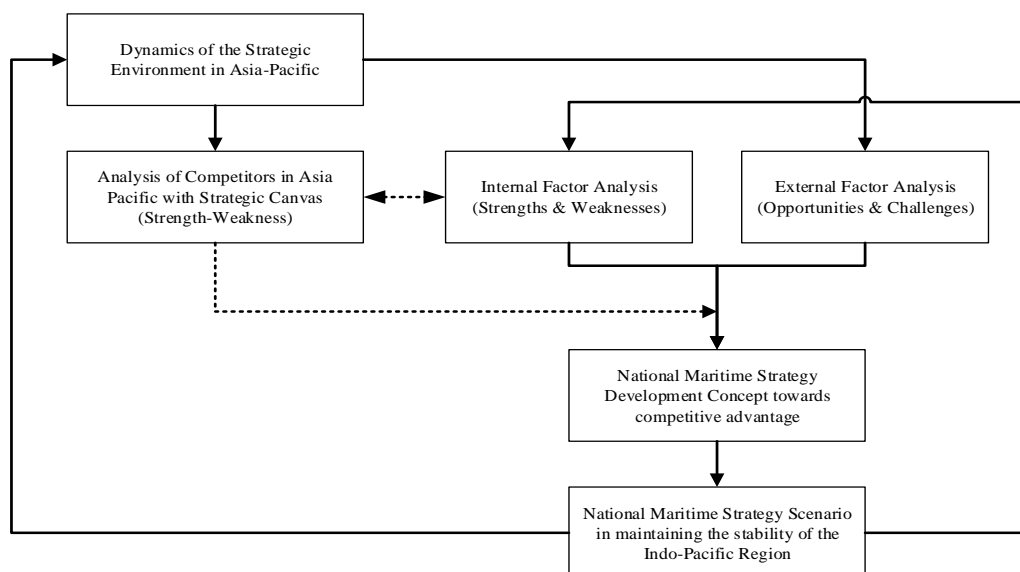 Dynamics of the Strategic
Environment in Asia-Pacific
Analysis of Competitors in Asia
Pacific with Strategic Canvas
(Strength-Weakness)
Internal Factor Analysis
(Strengths & Weaknesses)
External Factor Analysis
(Opportunities & Challenges)
National Maritime Strategy
Development Concept towards
competitive advantage
National Maritime Strategy Scenario
in maintaining the stability of the
Indo-Pacific Region